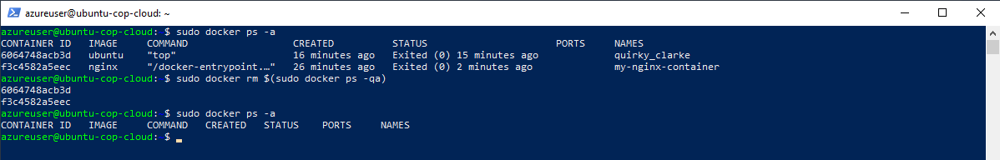 azureuser@ubuntu-cop-cloud: ~
azureuser@ubuntu-cop-cloud:~$ sudo docker ps -a
CONTAINER ID   IMAGE     COMMAND                  CREATED          STATUS                      PORTS     NAMES
6064748acb3d   ubuntu    "top"                    16 minutes ago   Exited (0) 15 minutes ago             quirky_clarke
f3c4582a5eec   nginx     "/docker-entrypoint.…"   26 minutes ago   Exited (0) 2 minutes ago              my-nginx-container
azureuser@ubuntu-cop-cloud:~$ sudo docker rm $(sudo docker ps -qa)
6064748acb3d
f3c4582a5eec
azureuser@ubuntu-cop-cloud:~$ sudo docker ps -a
CONTAINER ID   IMAGE     COMMAND   CREATED   STATUS    PORTS     NAMES
azureuser@ubuntu-cop-cloud:~$